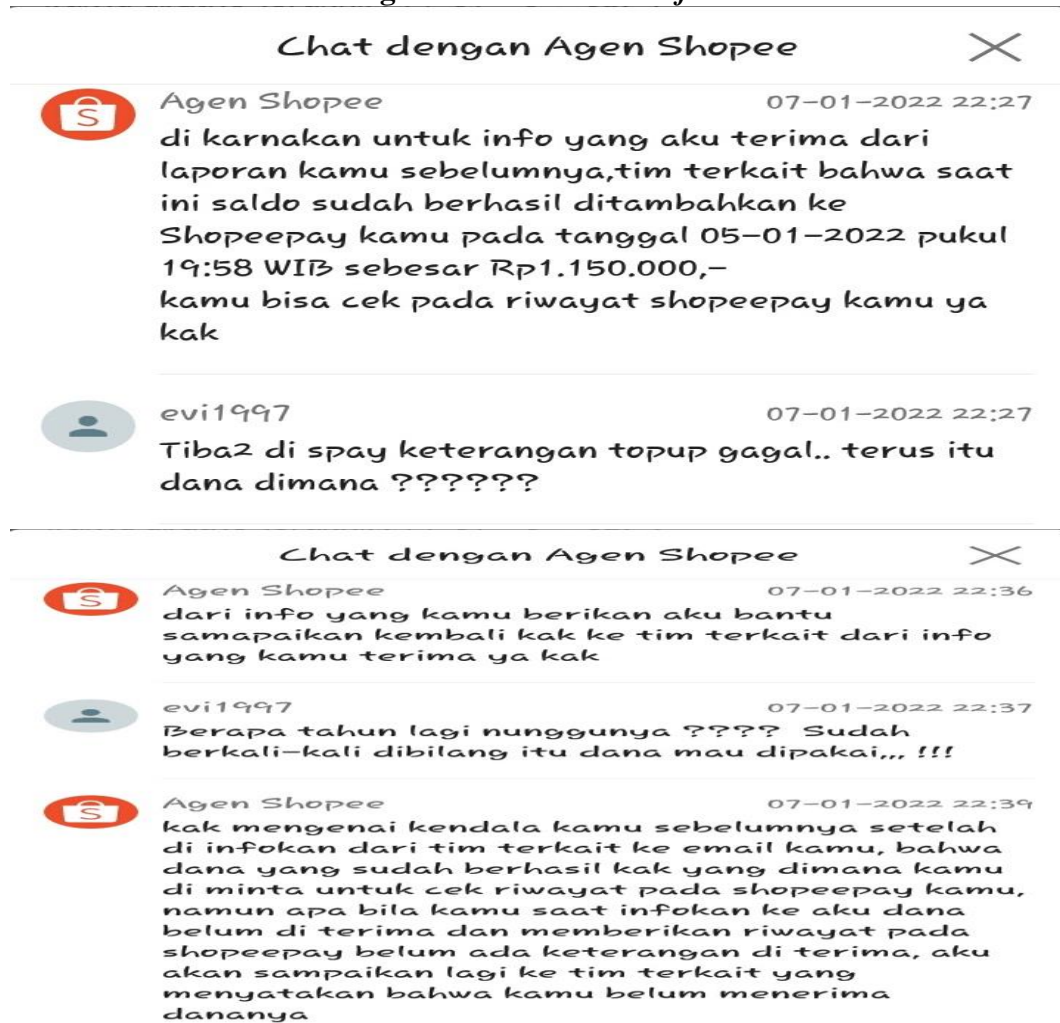 Chat dengan Agen Shopee
Agen Shopee 07-01-2022 22:27
di karnakan untuk info yang aku terima dari
laporan kamu sebelumnya,tim terkait bahwa saat
ini saldo sudah berhasil ditambahkan ke
Shopeepay kamu pada tanggal 05-01-2022 pukul
19:58 WIB sebesar Rp1.150.000,-
kamu bisa cek pada riwayat shopeepay kamu ya
kak
evi1997 07-01-2022 22:27
Tiba2 di spay keterangan topup gagal.. terus itu
dana dimana ??????
Chat dengan Agen Shopee
Agen Shopee 07-01-2022 22:36
dari info yang kamu berikan aku bantu
samapaikan kembali kak ke tim terkait dari info
yang kamu terima ya kak
evi1997 07-01-2022 22:37
Berapa tahun lagi nunggunya ???? Sudah
berkali-kali dibilang itu dana mau dipakai,,, !!!
Agen Shopee 07-01-2022 22:39
kak mengenai kendala kamu sebelumnya setelah
di infokan dari tim terkait ke email kamu, bahwa
dana yang sudah berhasil kak yang dimana kamu
di minta untuk cek riwayat pada shopeepay kamu,
namun apa bila kamu saat infokan ke aku dana
belum di terima dan memberikan riwayat pada
shopeepay belum ada keterangan di terima, aku
akan sampaikan lagi ke tim terkait yang
menyatakan bahwa kamu belum menerima
dananya